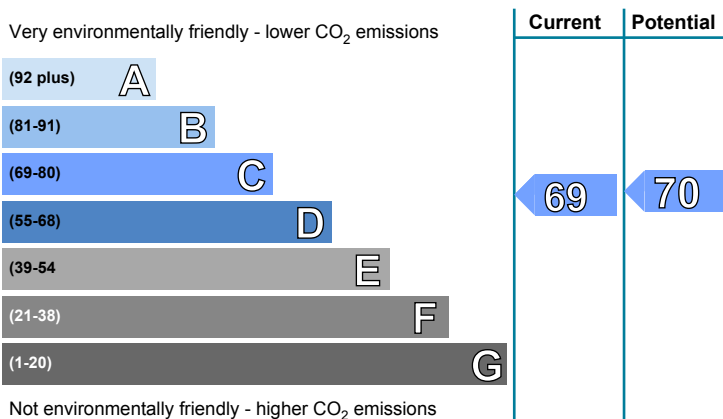 Very environmentally friendly - lower CO2 emissions
Current
Potential
(92 plus) A
(81-91) B
(69-80) C
(55-68) D
(39-54 E
(21-38) F
(1-20) G
69
70
Not environmentally friendly - higher CO2 emissions